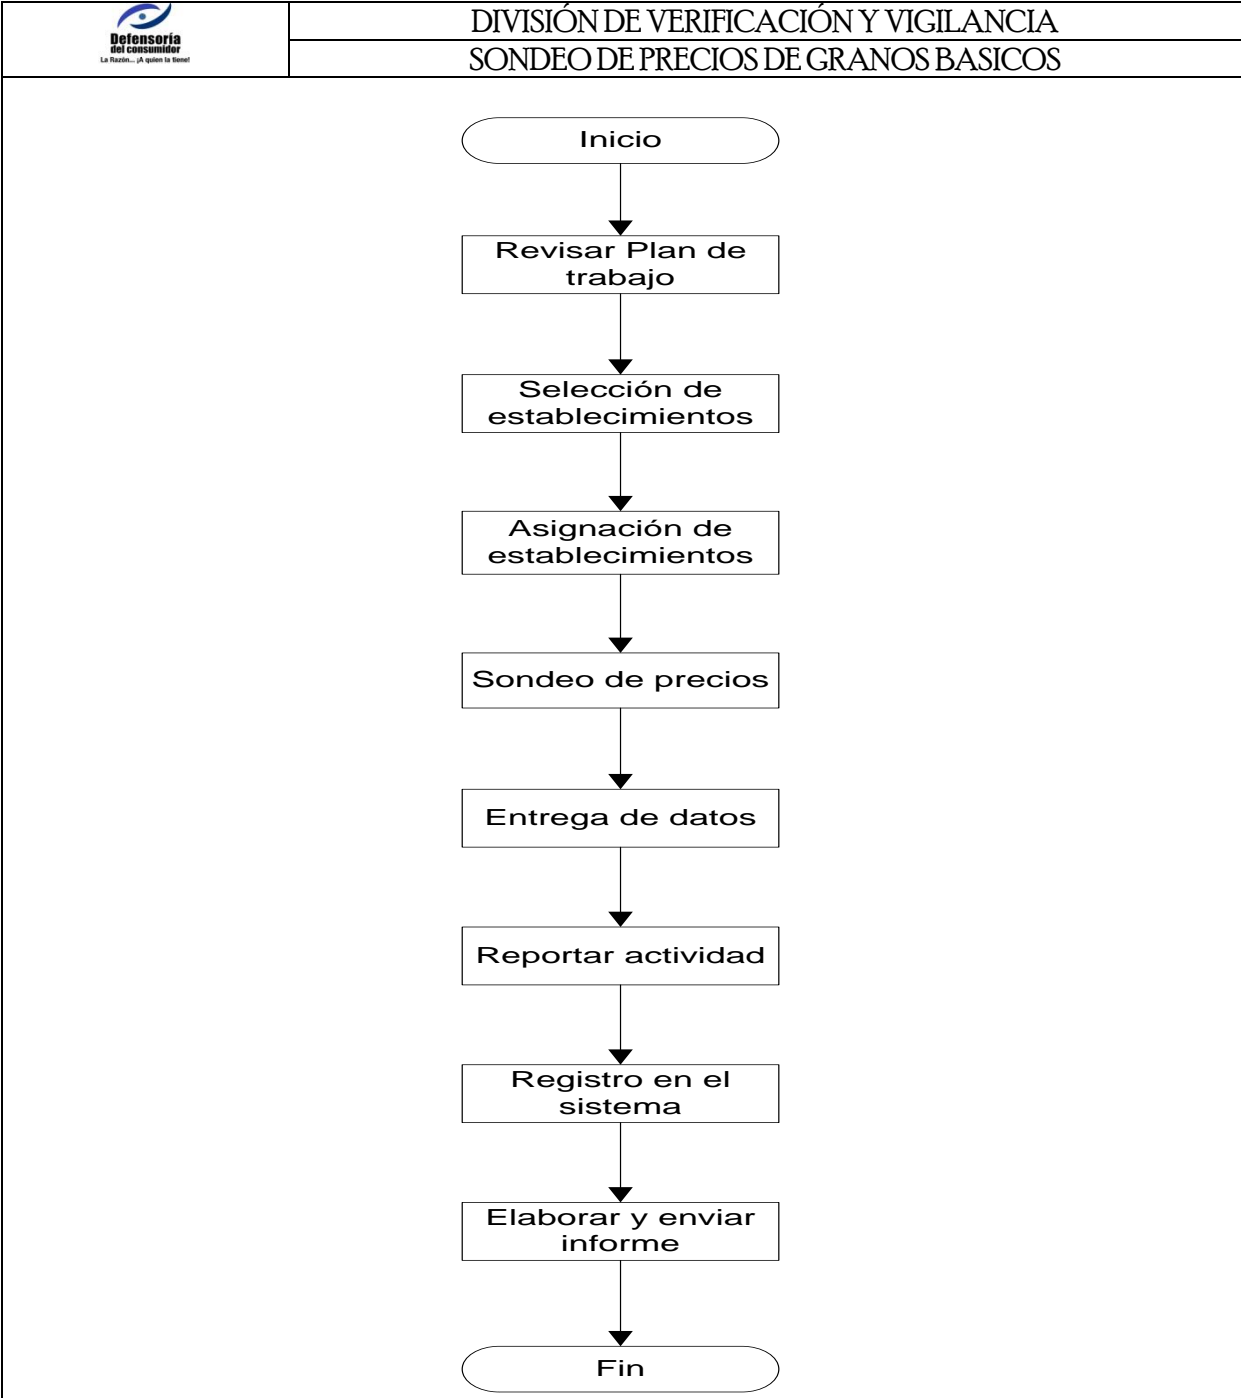 Defensoría
del consumidor
La Razón... ¡A quien la tiene!
DIVISIÓN DE VERIFICACIÓN Y VIGILANCIA
SONDEO DE PRECIOS DE GRANOS BASICOS
Inicio
Revisar Plan de
trabajo
Selección de
establecimientos
Asignación de
establecimientos
Sondeo de precios
Entrega de datos
Reportar actividad
Registro en el
sistema
Elaborar y enviar
informe
Fin